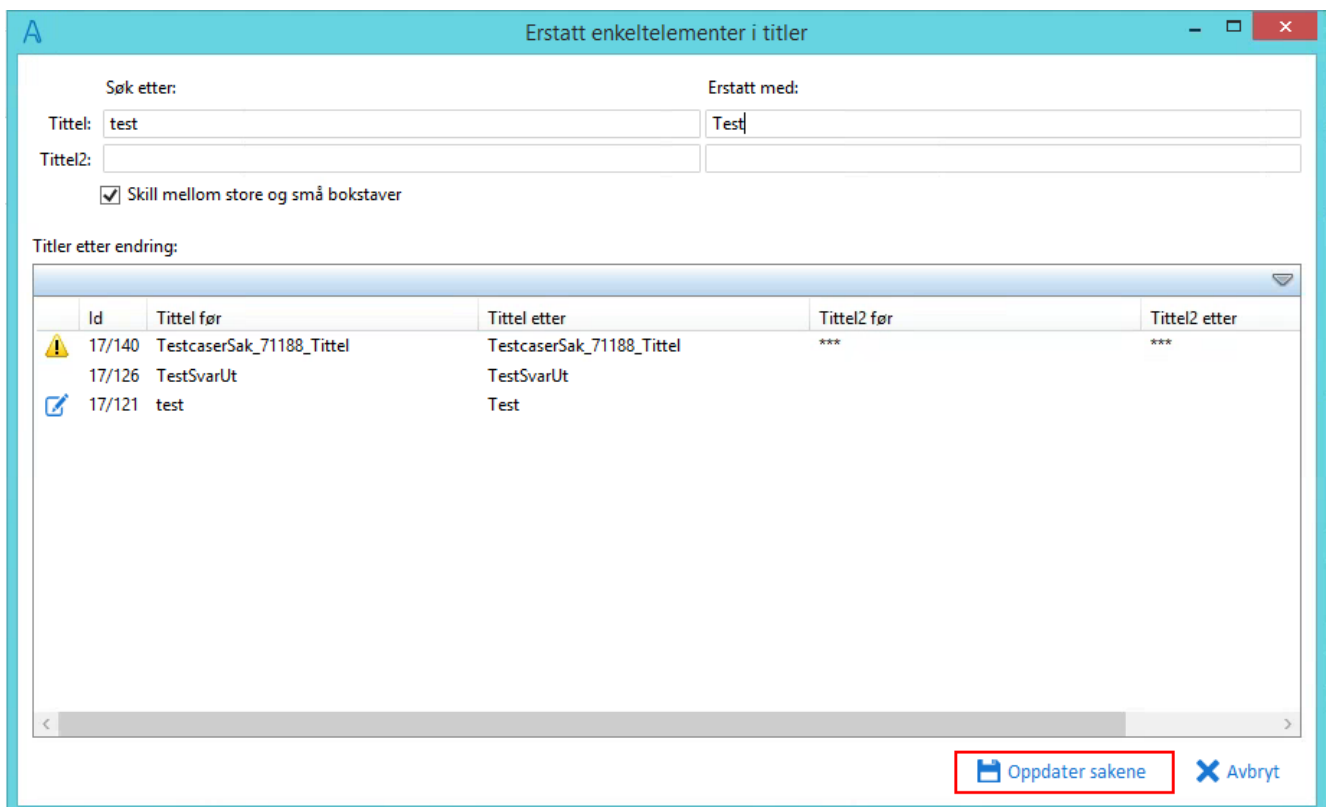 Erstatt enkeltelementer i titler
Søk etter: Erstatt med:
Tittel: test Test
Tittel2:
Skill mellom store og små bokstaver
Titler etter endring:
Id Tittel før Tittel etter Tittel2 før Tittel2 etter
17/140 TestcaserSak_71188_Tittel TestcaserSak_71188_Tittel *** ***
17/126 TestSvarUt TestSvarUt
17/121 test Test
Oppdater sakene Avbryt